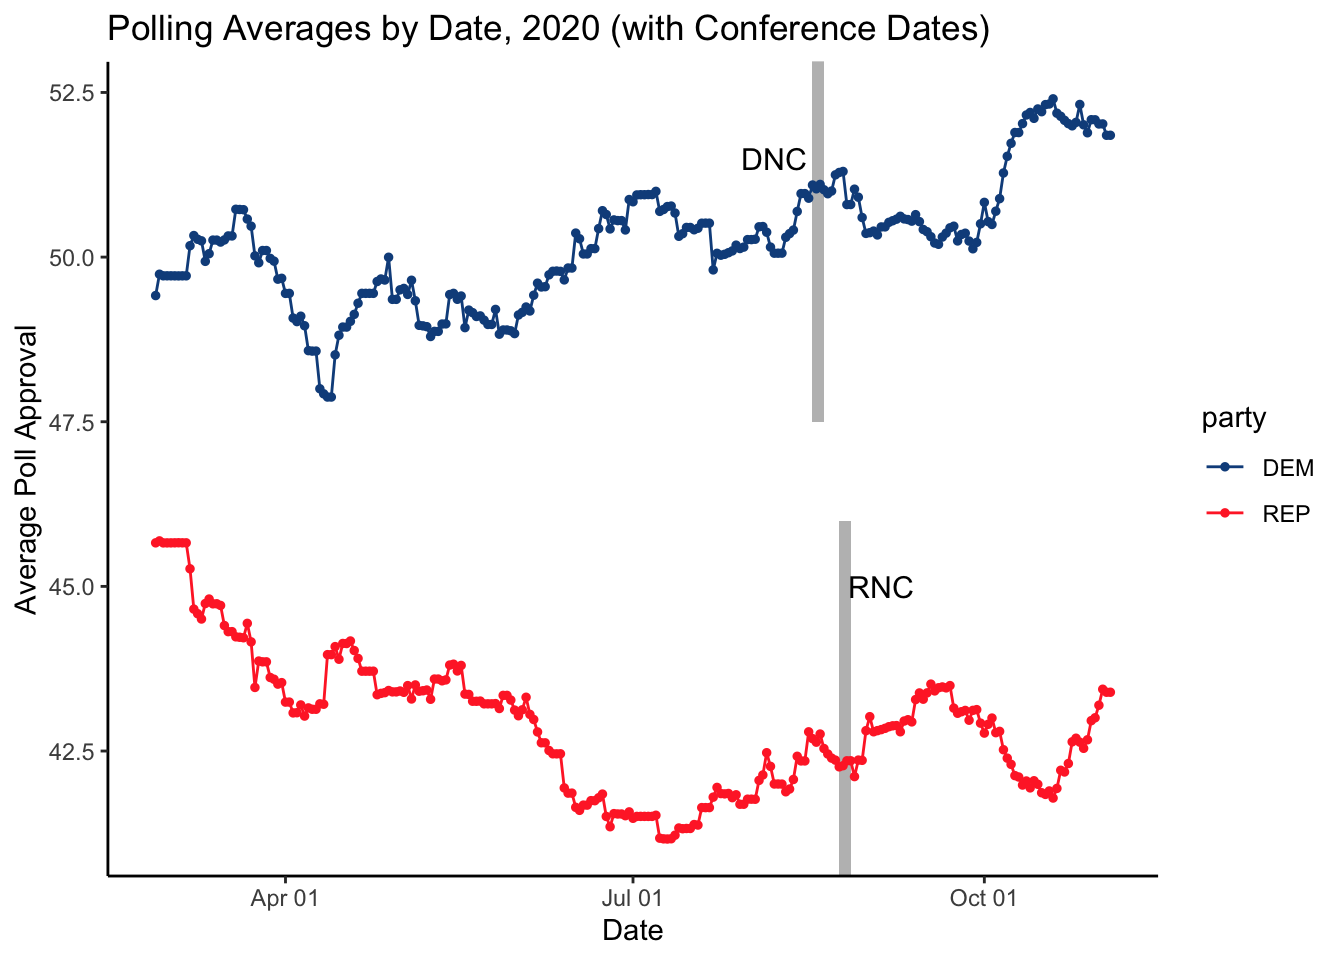 Polling Averages by Date, 2020 (with Conference Dates)
Average Poll Approval
52.5
50.0
47.5
45.0
42.5
DNC
RNC
Apr 01
Jul 01
Oct 01
Date
party
DEM
REP